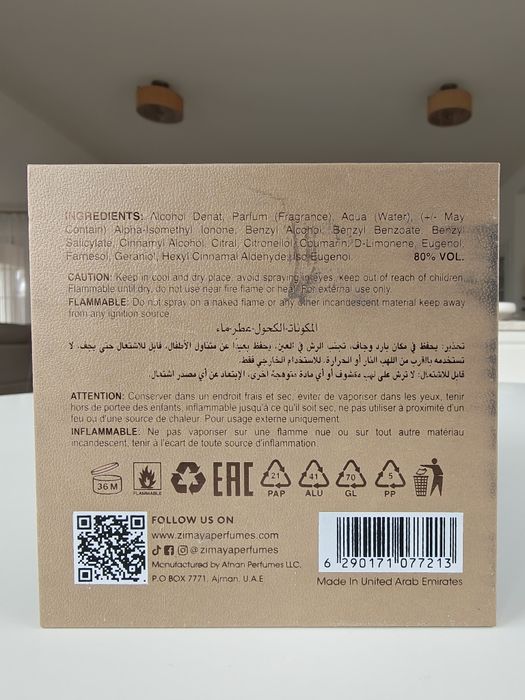 INGREDIENTS: Alcohol Denat, Parfum (Fragrance), Aqua (Water), (+/- May
Contain) Alpha-Isomethyl Ionone, Benzyl Alcohol, Benzyl Benzoate Benzyl
Salicylate, Cinnamyl Alcohol, Citral, Citronellol, Coumarin, D-Limonene, Eugenol,
Farnesol, Geraniol, Hexyl Cinnamal Aldehyde, Iso Eugenol. 80% VOL.
CAUTION: Keep in cool and dry place, avoid spraying in eyes, keep out of reach of children.
Flammable until dry, do not use near fire flame or heat. For external use only.
FLAMMABLE: Do not spray on a naked flame or any other incandescent material keep away
from any ignition source
المكونات:الكحول-عطر-ماء
تحذير: يحفظ في مكان بارد وجاف، تجنب الرش في العين، يحفظ بعيداً عن متناول الأطفال، قابل للاشتعال حتى يجف، لا
تستخدمه بالقرب من اللهب النار أو الحرارة. للاستخدام الخارجي فقط.
قابل للاشتعال: لا ترش على لهب مكشوف أو أي مادة متوهجة أخرى، الإبتعاد عن أي مصدر اشتعال.
ATTENTION: Conserver dans un endroit frais et sec, éviter de vaporiser dans les yeux, tenir
hors de portée des enfants, inflammable jusqu'à ce qu'il soit sec, ne pas utiliser à proximité d'un
feu ou d'une source de chaleur. Pour usage externe uniquement.
INFLAMMABLE: Ne pas vaporiser sur une flamme nue ou sur tout autre matériau
incandescent, tenir à l'écart de toute source d'inflammation.
36 M FLAMMABLE EAC 21 PAP 41 ALU 70 GL 5 PP
FOLLOW US ON
www.zimayaperfumes.com
@zimayaperfumes
Manufactured by Afnan Perfumes LLC.
P.O BOX 7771, Ajman, U.A.E
6 290171 077213
Made In United Arab Emirates